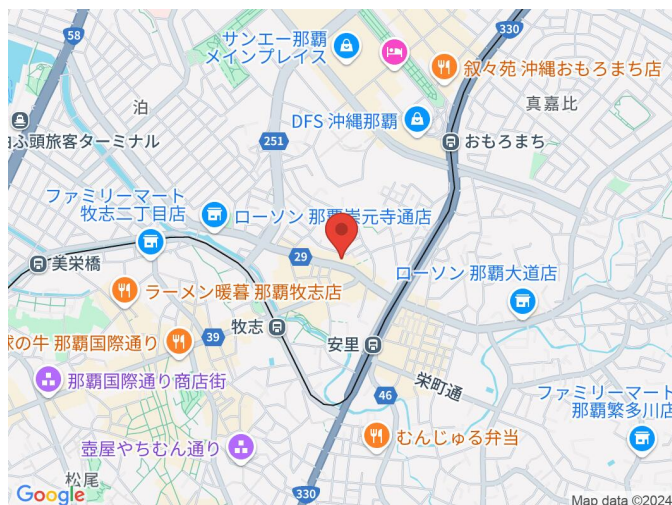 58
サンエー那覇
メインプレイス
330
叙々苑 沖縄おもろまち店
泊
真嘉比
DFS 沖縄那覇
泊ふ頭旅客ターミナル
251
おもろまち
ファミリーマート
牧志二丁目店
ローソン 那覇崇元寺通店
美栄橋
29
ローソン 那覇大道店
ラーメン暖暮 那覇牧志店
牧志
39
球の牛 那覇国際通り
安里
那覇国際通り商店街
46
栄町通
ファミリーマート
那覇繁多川店
むんじゅる弁当
壺屋やちむん通り
松尾
330
Google
Map data ©2024